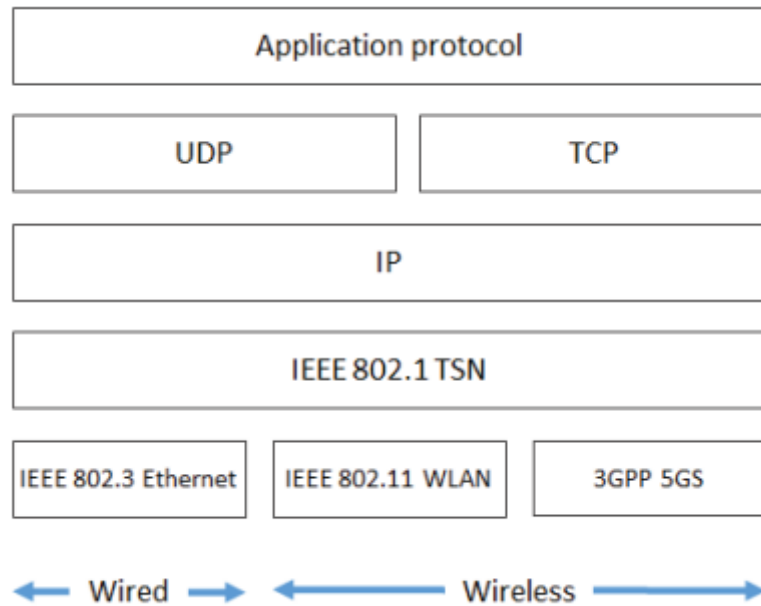 Application protocol
UDP TCP
IP
IEEE 802.1 TSN
IEEE 802.3 Ethernet IEEE 802.11 WLAN 3GPP 5GS
Wired Wireless